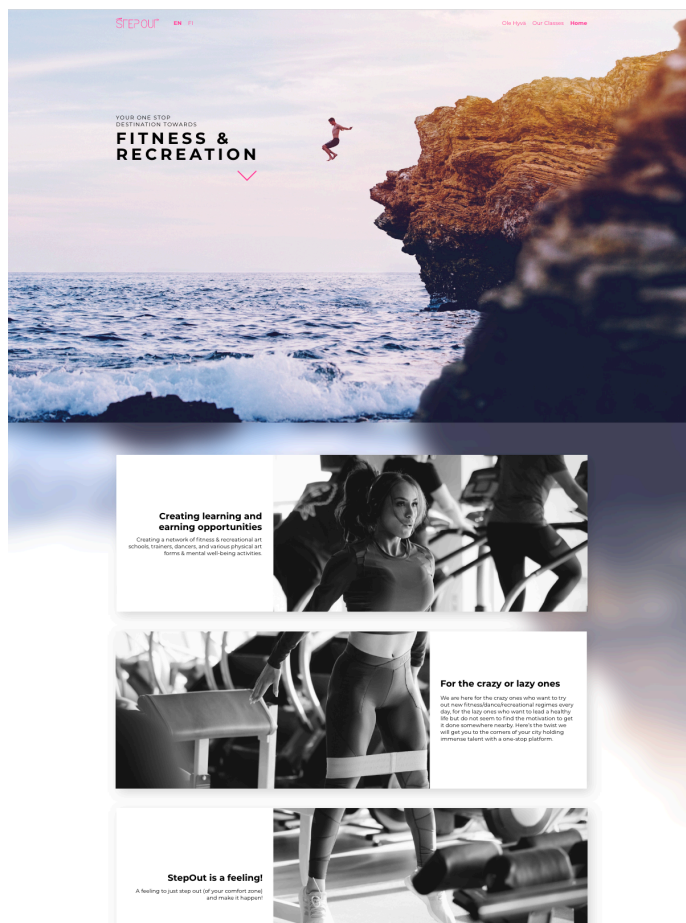 STEPOUT EN FI Ole Hyvä Our Classes Home
YOUR ONE STOP
DESTINATION TOWARDS
FITNESS &
RECREATION
Creating learning and
earning opportunities
Creating a network of fitness & recreational art
schools, trainers, dancers, and various physical art
forms & mental well-being activities.
For the crazy or lazy ones
We are here for the crazy ones who want to try
out new fitness/dance/recreational regimes every
day, for the lazy ones who want to lead a healthy
life but do not seem to find the motivation to get
it done somewhere nearby. Here's the twist we
will get you to the corners of your city holding
immense talent with a one-stop platform.
StepOut is a feeling!
A feeling to just step out (of your comfort zone)
and make it happen!